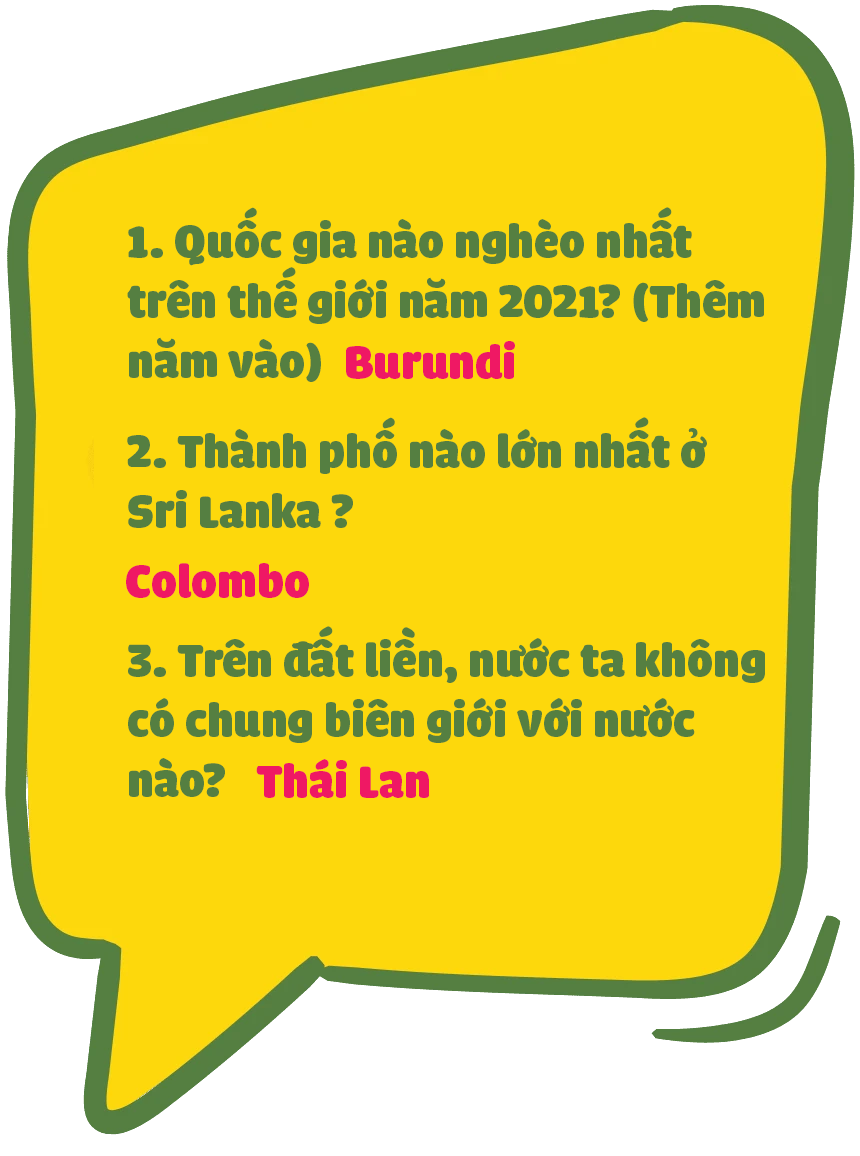 1. Quốc gia nào nghèo nhất
trên thế giới năm 2021? (Thêm
năm vào) Burundi
2. Thành phố nào lớn nhất ở
Sri Lanka ?
Colombo
3. Trên đất liền, nước ta không
có chung biên giới với nước
nào? Thái Lan